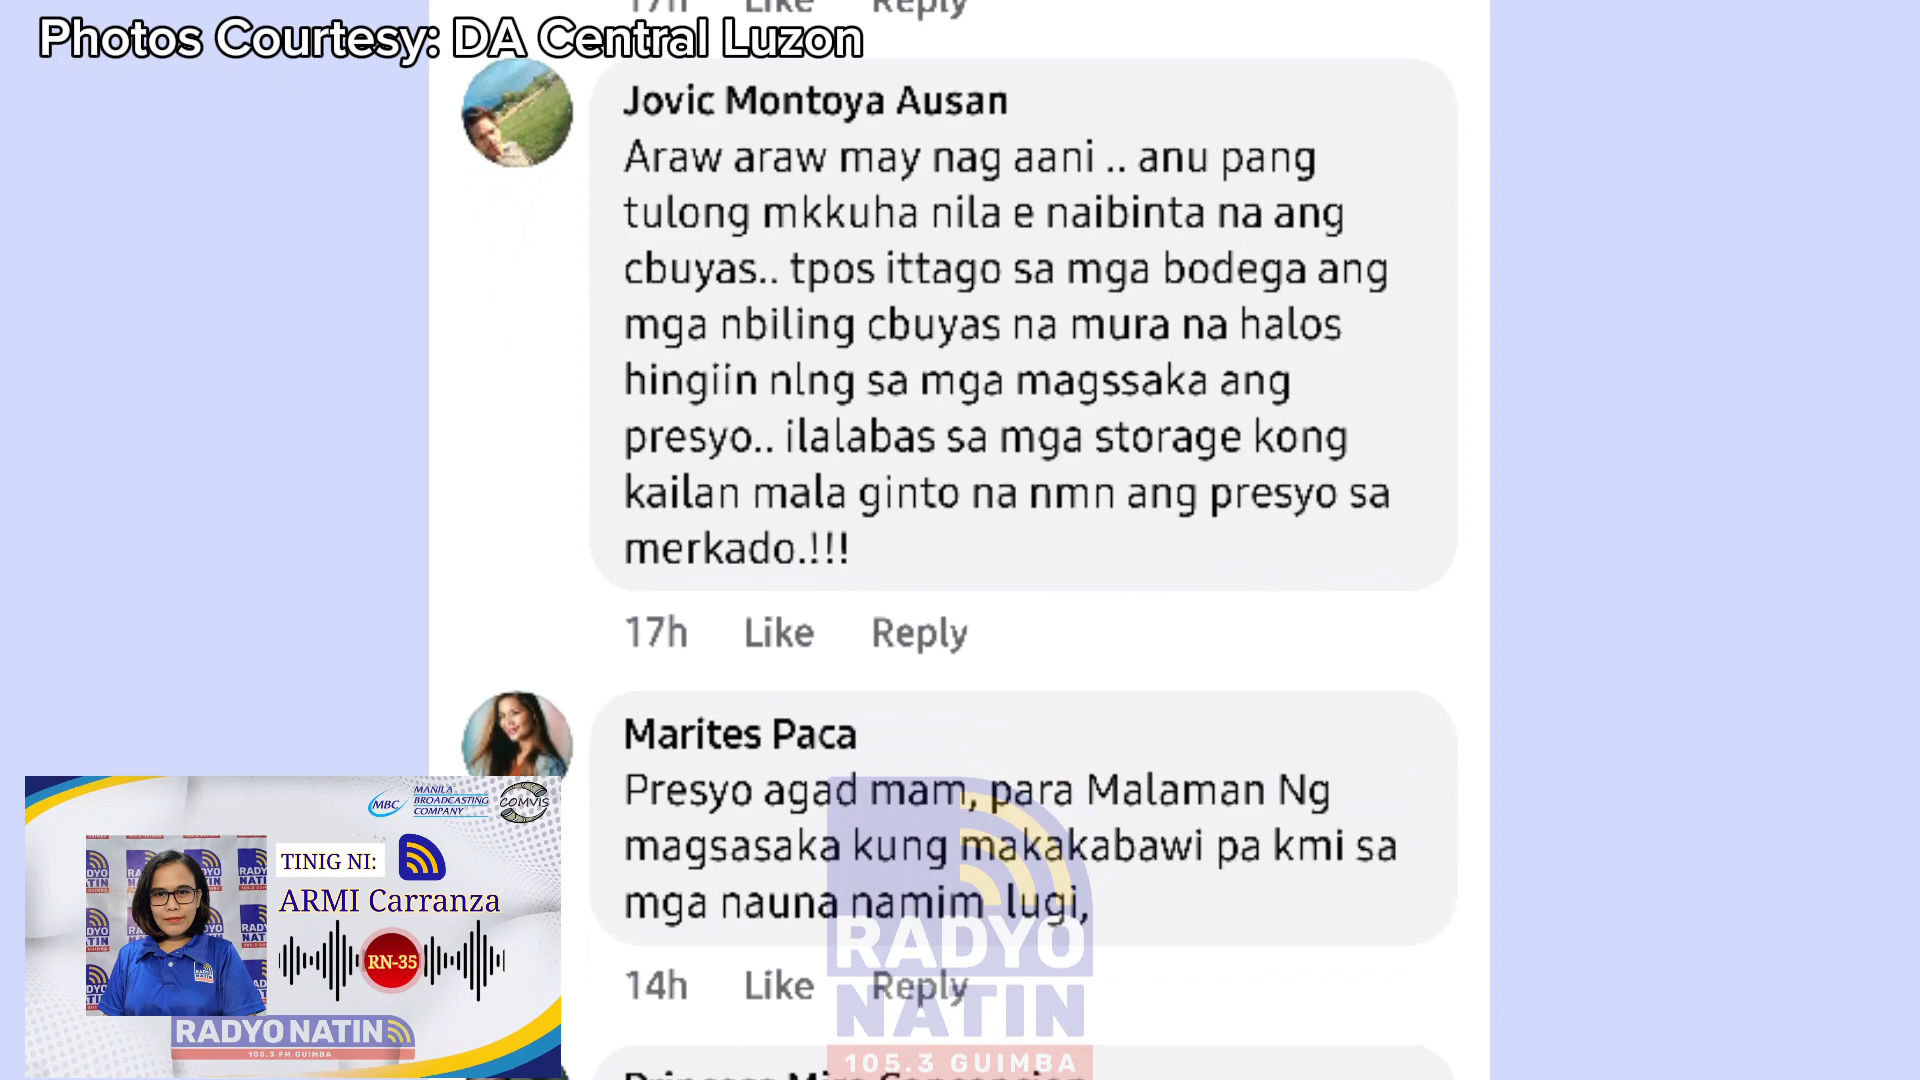 17h Like Reply
Photos Courtesy: DA Central Luzon
Jovic Montoya Ausan
Araw araw may nag aani .. anu pang
tulong mkkuha nila e naibinta na ang
cbuyas.. tpos ittago sa mga bodega ang
mga nbiling cbuyas na mura na halos
hingiin nlng sa mga magssaka ang
presyo.. ilalabas sa mga storage kong
kailan mala ginto na nmn ang presyo sa
merkado.!!!
17h Like Reply
Marites Paca
Presyo agad mam, para Malaman Ng
magsasaka kung makakabawi pa kmi sa
mga nauna namim lugi,
14h Like Reply
MBC
MANILA
BROADCASTING
COMPANY
COMVIS
TINIG NI:
ARMI Carranza
RN-35
RADYO NATIN
105.3 FM GUIMBA
RADYO
NATIN
105.3 GUIMBA